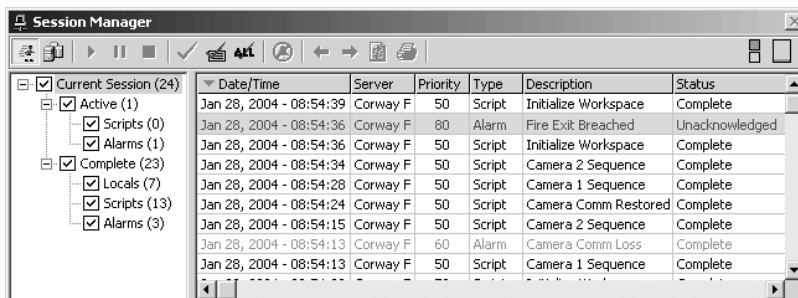 Session Manager
ALL
Current Session (24)
Active (1)
Scripts (0)
Alarms (1)
Complete (23)
Locals (7)
Scripts (13)
Alarms (3)
Date/Time Server Priority Type Description Status
Jan 28, 2004 - 08:54:39 Corway F 50 Script Initialize Workspace Complete
Jan 28, 2004 - 08:54:36 Corway F 80 Alarm Fire Exit Breached Unacknowledged
Jan 28, 2004 - 08:54:36 Corway F 50 Script Initialize Workspace Complete
Jan 28, 2004 - 08:54:34 Corway F 50 Script Camera 2 Sequence Complete
Jan 28, 2004 - 08:54:28 Corway F 50 Script Camera 1 Sequence Complete
Jan 28, 2004 - 08:54:24 Corway F 50 Script Camera Comm Restored Complete
Jan 28, 2004 - 08:54:15 Corway F 50 Script Camera 2 Sequence Complete
Jan 28, 2004 - 08:54:13 Corway F 60 Alarm Camera Comm Loss Complete
Jan 28, 2004 - 08:54:13 Corway F 50 Script Camera 1 Sequence Complete